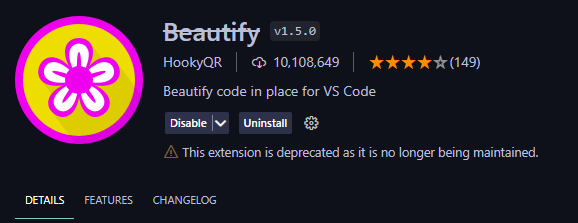 Beautify v1.5.0
HookyQR 10,108,649 (149)
Beautify code in place for VS Code
Disable Uninstall
This extension is deprecated as it is no longer being maintained.
DETAILS FEATURES CHANGELOG